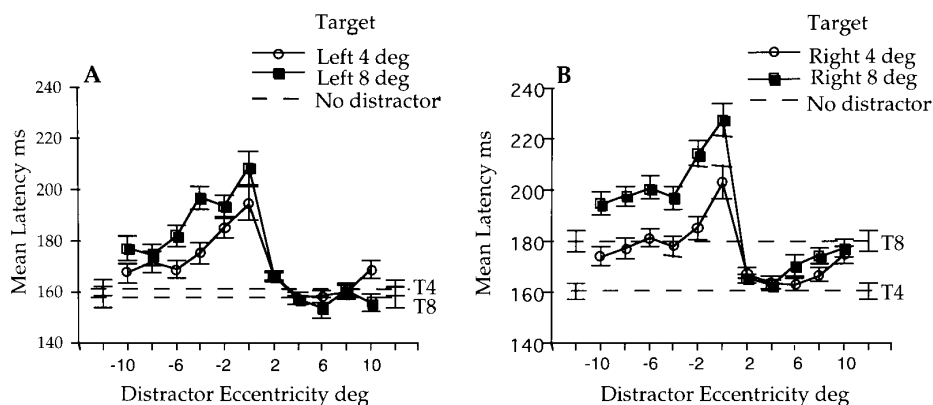 Target
Left 4 deg
Left 8 deg
No distractor
A
240
220
200
180
160
140
Mean Latency ms
T4
T8
-10 -6 -2 2 6 10
Distractor Eccentricity deg
Target
Right 4 deg
Right 8 deg
No distractor
B
240
220
200
180
160
140
Mean Latency ms
T8
T4
-10 -6 -2 2 6 10
Distractor Eccentricity deg